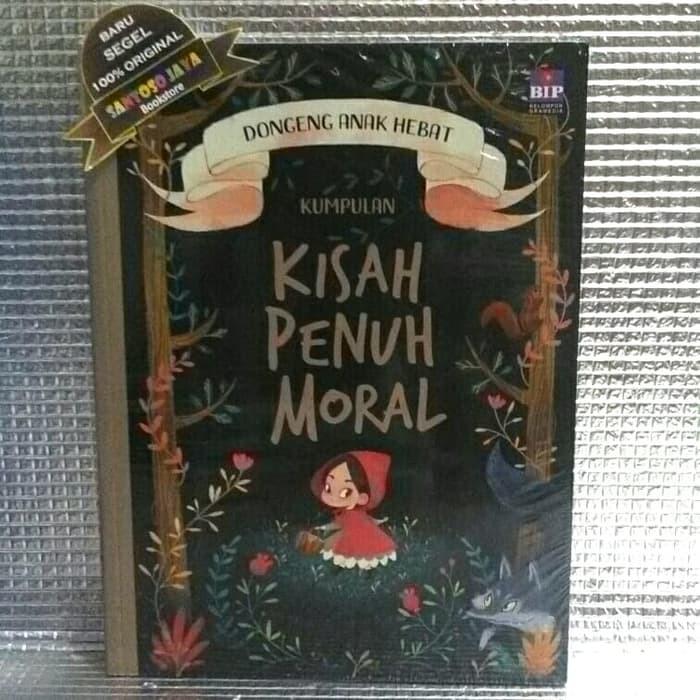 BARU
SEGEL
100% ORIGINAL
SANTOSO JAYA
Bookstore
BIP
KELOMPOK
GRAMEDIA
DONGENG ANAK HEBAT
KUMPULAN
KISAH
PENUH
MORAL